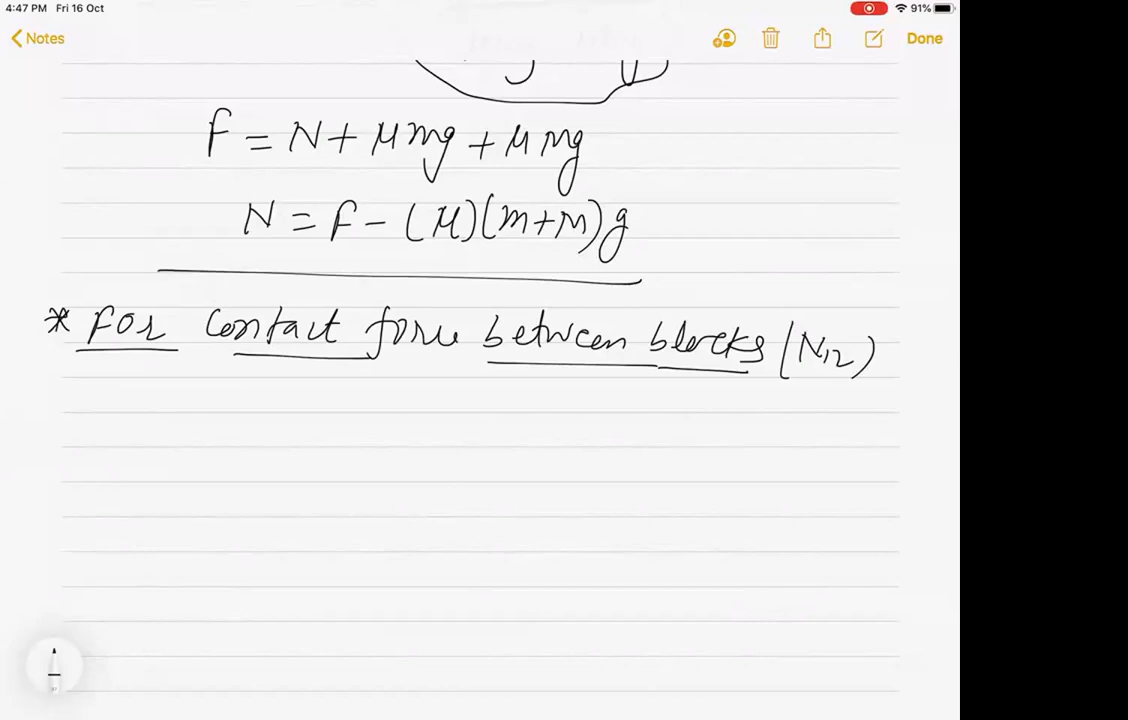 4:47 PM Fri 16 Oct
91%
Notes
Done
F = N + μmg + μMg
N = F - (μ)(m+M)g
* For contact force between blocks (N12)